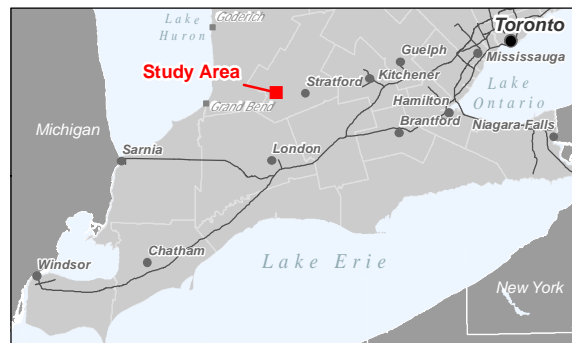 Lake
Huron
Goderich
Toronto
Guelph
Mississauga
Study Area
Kitchener
Stratford
Lake
Ontario
Grand Bend
Hamilton
Brantford
Niagara-Falls
Michigan
Sarnia
London
Chatham
Windsor
Lake Erie
New York